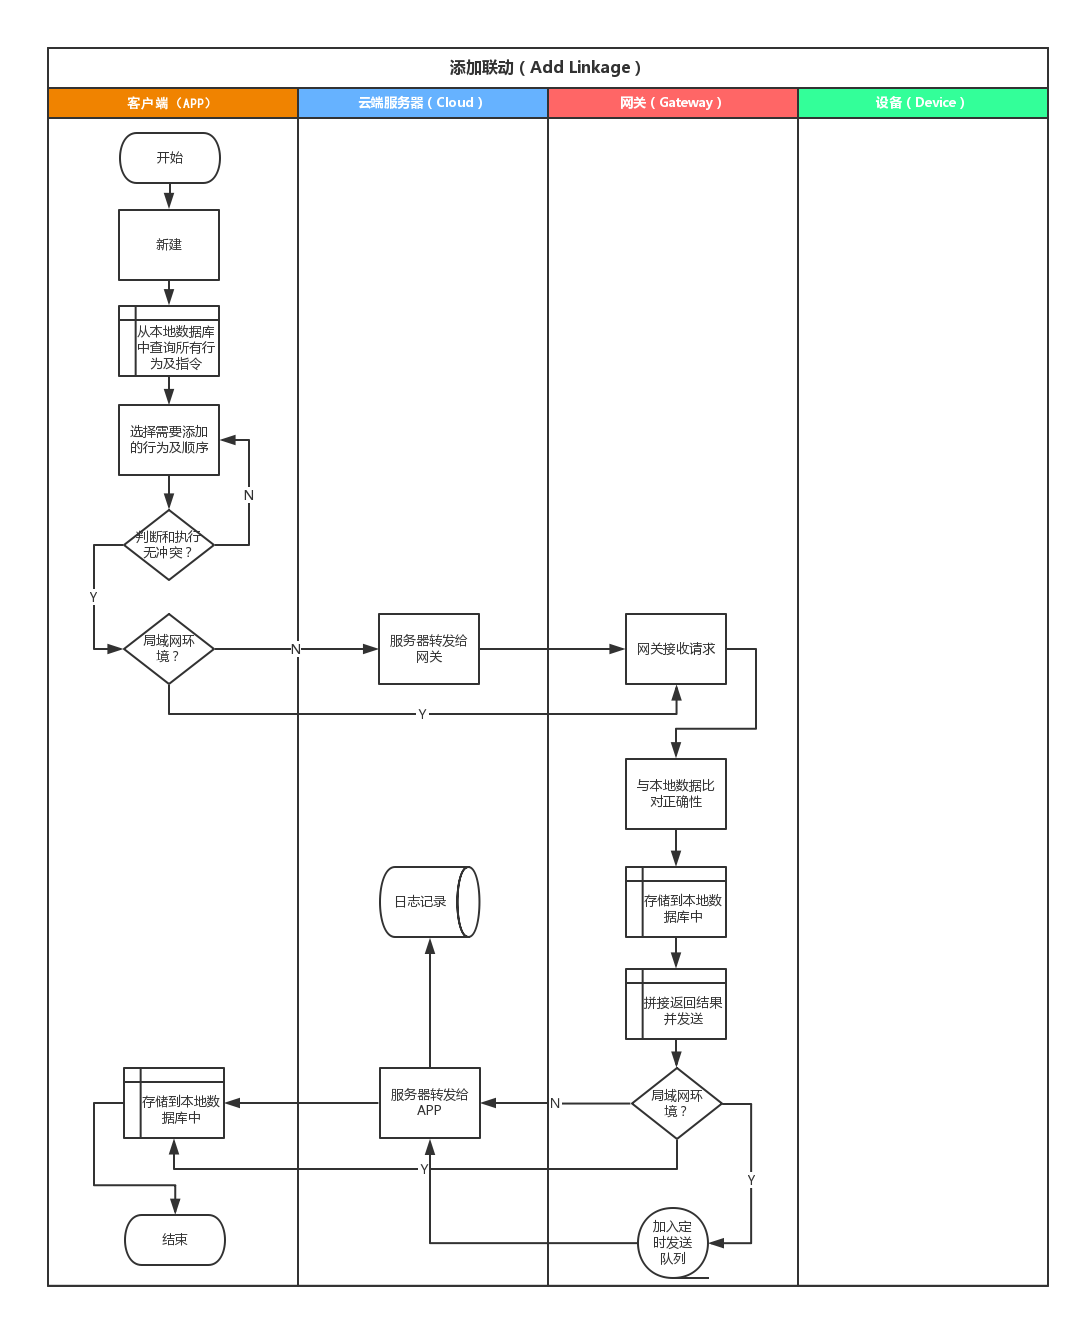 添加联动（Add Linkage）
客户端（APP）
云端服务器（Cloud）
网关（Gateway）
设备（Device）
开始
新建
从本地数据库
中查询所有行
为及指令
选择需要添加
的行为及顺序
N
判断和执行
无冲突？
Y
局域网环
境？
N
服务器转发给
网关
网关接收请求
Y
与本地数据比
对正确性
日志记录
存储到本地数
据库中
拼接返回结果
并发送
存储到本地数
据库中
服务器转发给
APP
N
局域网环
境？
Y
Y
结束
加入定
时发送
队列